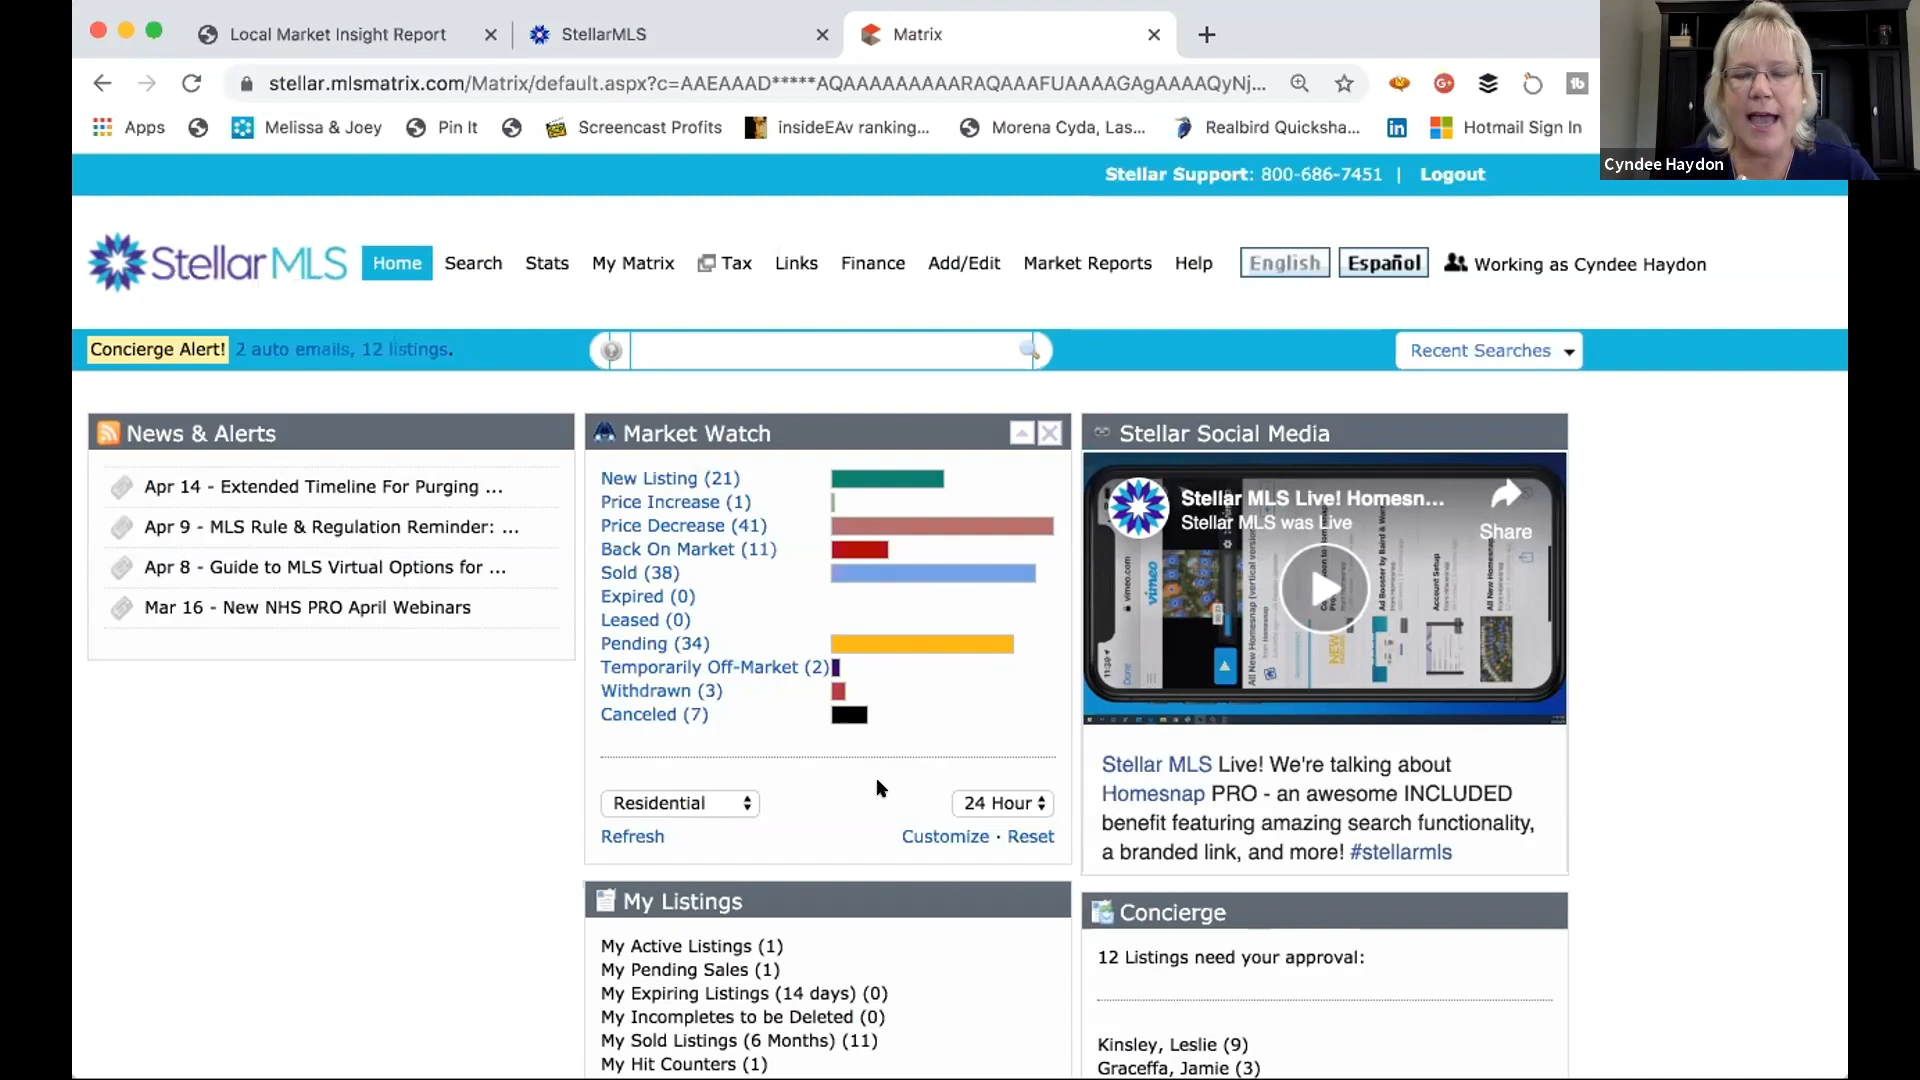 Local Market Insight Report
StellarMLS
Matrix
stellar.mlsmatrix.com/Matrix/default.aspx?c=AAEAAAD*****AQAAAAAAAAARAQAAAFUAAAAGAgAAAAQyNj...
Apps
Melissa & Joey
Pin It
Screencast Profits
insideEAv ranking...
Morena Cyda, Las...
Realbird Quicksha...
Hotmail Sign In
Cyndee Haydon
Stellar Support: 800-686-7451 | Logout
Stellar MLS
Home
Search
Stats
My Matrix
Tax
Links
Finance
Add/Edit
Market Reports
Help
English
Español
Working as Cyndee Haydon
Concierge Alert! 2 auto emails, 12 listings.
Recent Searches
News & Alerts
Apr 14 - Extended Timeline For Purging ...
Apr 9 - MLS Rule & Regulation Reminder: ...
Apr 8 - Guide to MLS Virtual Options for ...
Mar 16 - New NHS PRO April Webinars
Market Watch
New Listing (21)
Price Increase (1)
Price Decrease (41)
Back On Market (11)
Sold (38)
Expired (0)
Leased (0)
Pending (34)
Temporarily Off-Market (2)
Withdrawn (3)
Canceled (7)
Residential
24 Hour
Refresh
Customize · Reset
My Listings
My Active Listings (1)
My Pending Sales (1)
My Expiring Listings (14 days) (0)
My Incompletes to be Deleted (0)
My Sold Listings (6 Months) (11)
My Hit Counters (1)
Stellar Social Media
Stellar MLS Live! Homesn...
Stellar MLS was Live
Share
vimeo.com
vimeo
Done
Account Setup
Stellar MLS Live! We're talking about
Homesnap PRO - an awesome INCLUDED
benefit featuring amazing search functionality,
a branded link, and more! #stellarmls
Concierge
12 Listings need your approval:
Kinsley, Leslie (9)
Graceffa, Jamie (3)